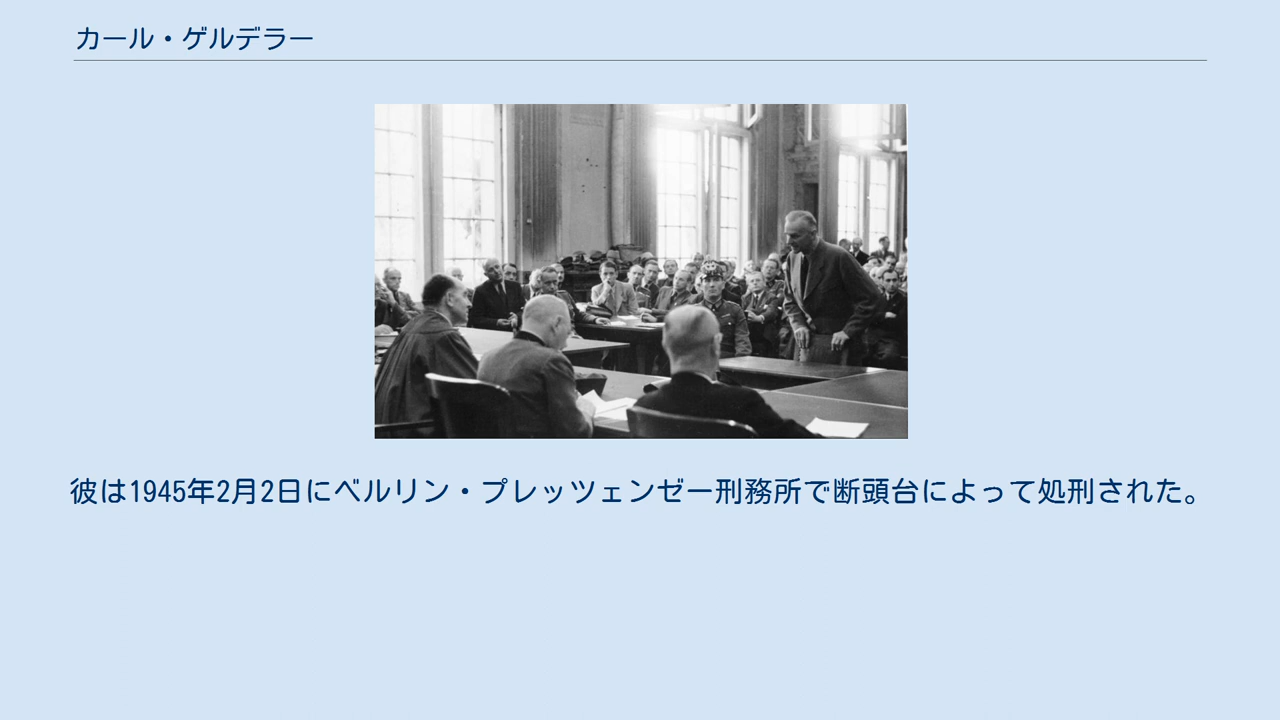 カール・ゲルデラー
彼は1945年2月2日にベルリン・プレッツェンゼー刑務所で断頭台によって処刑された。